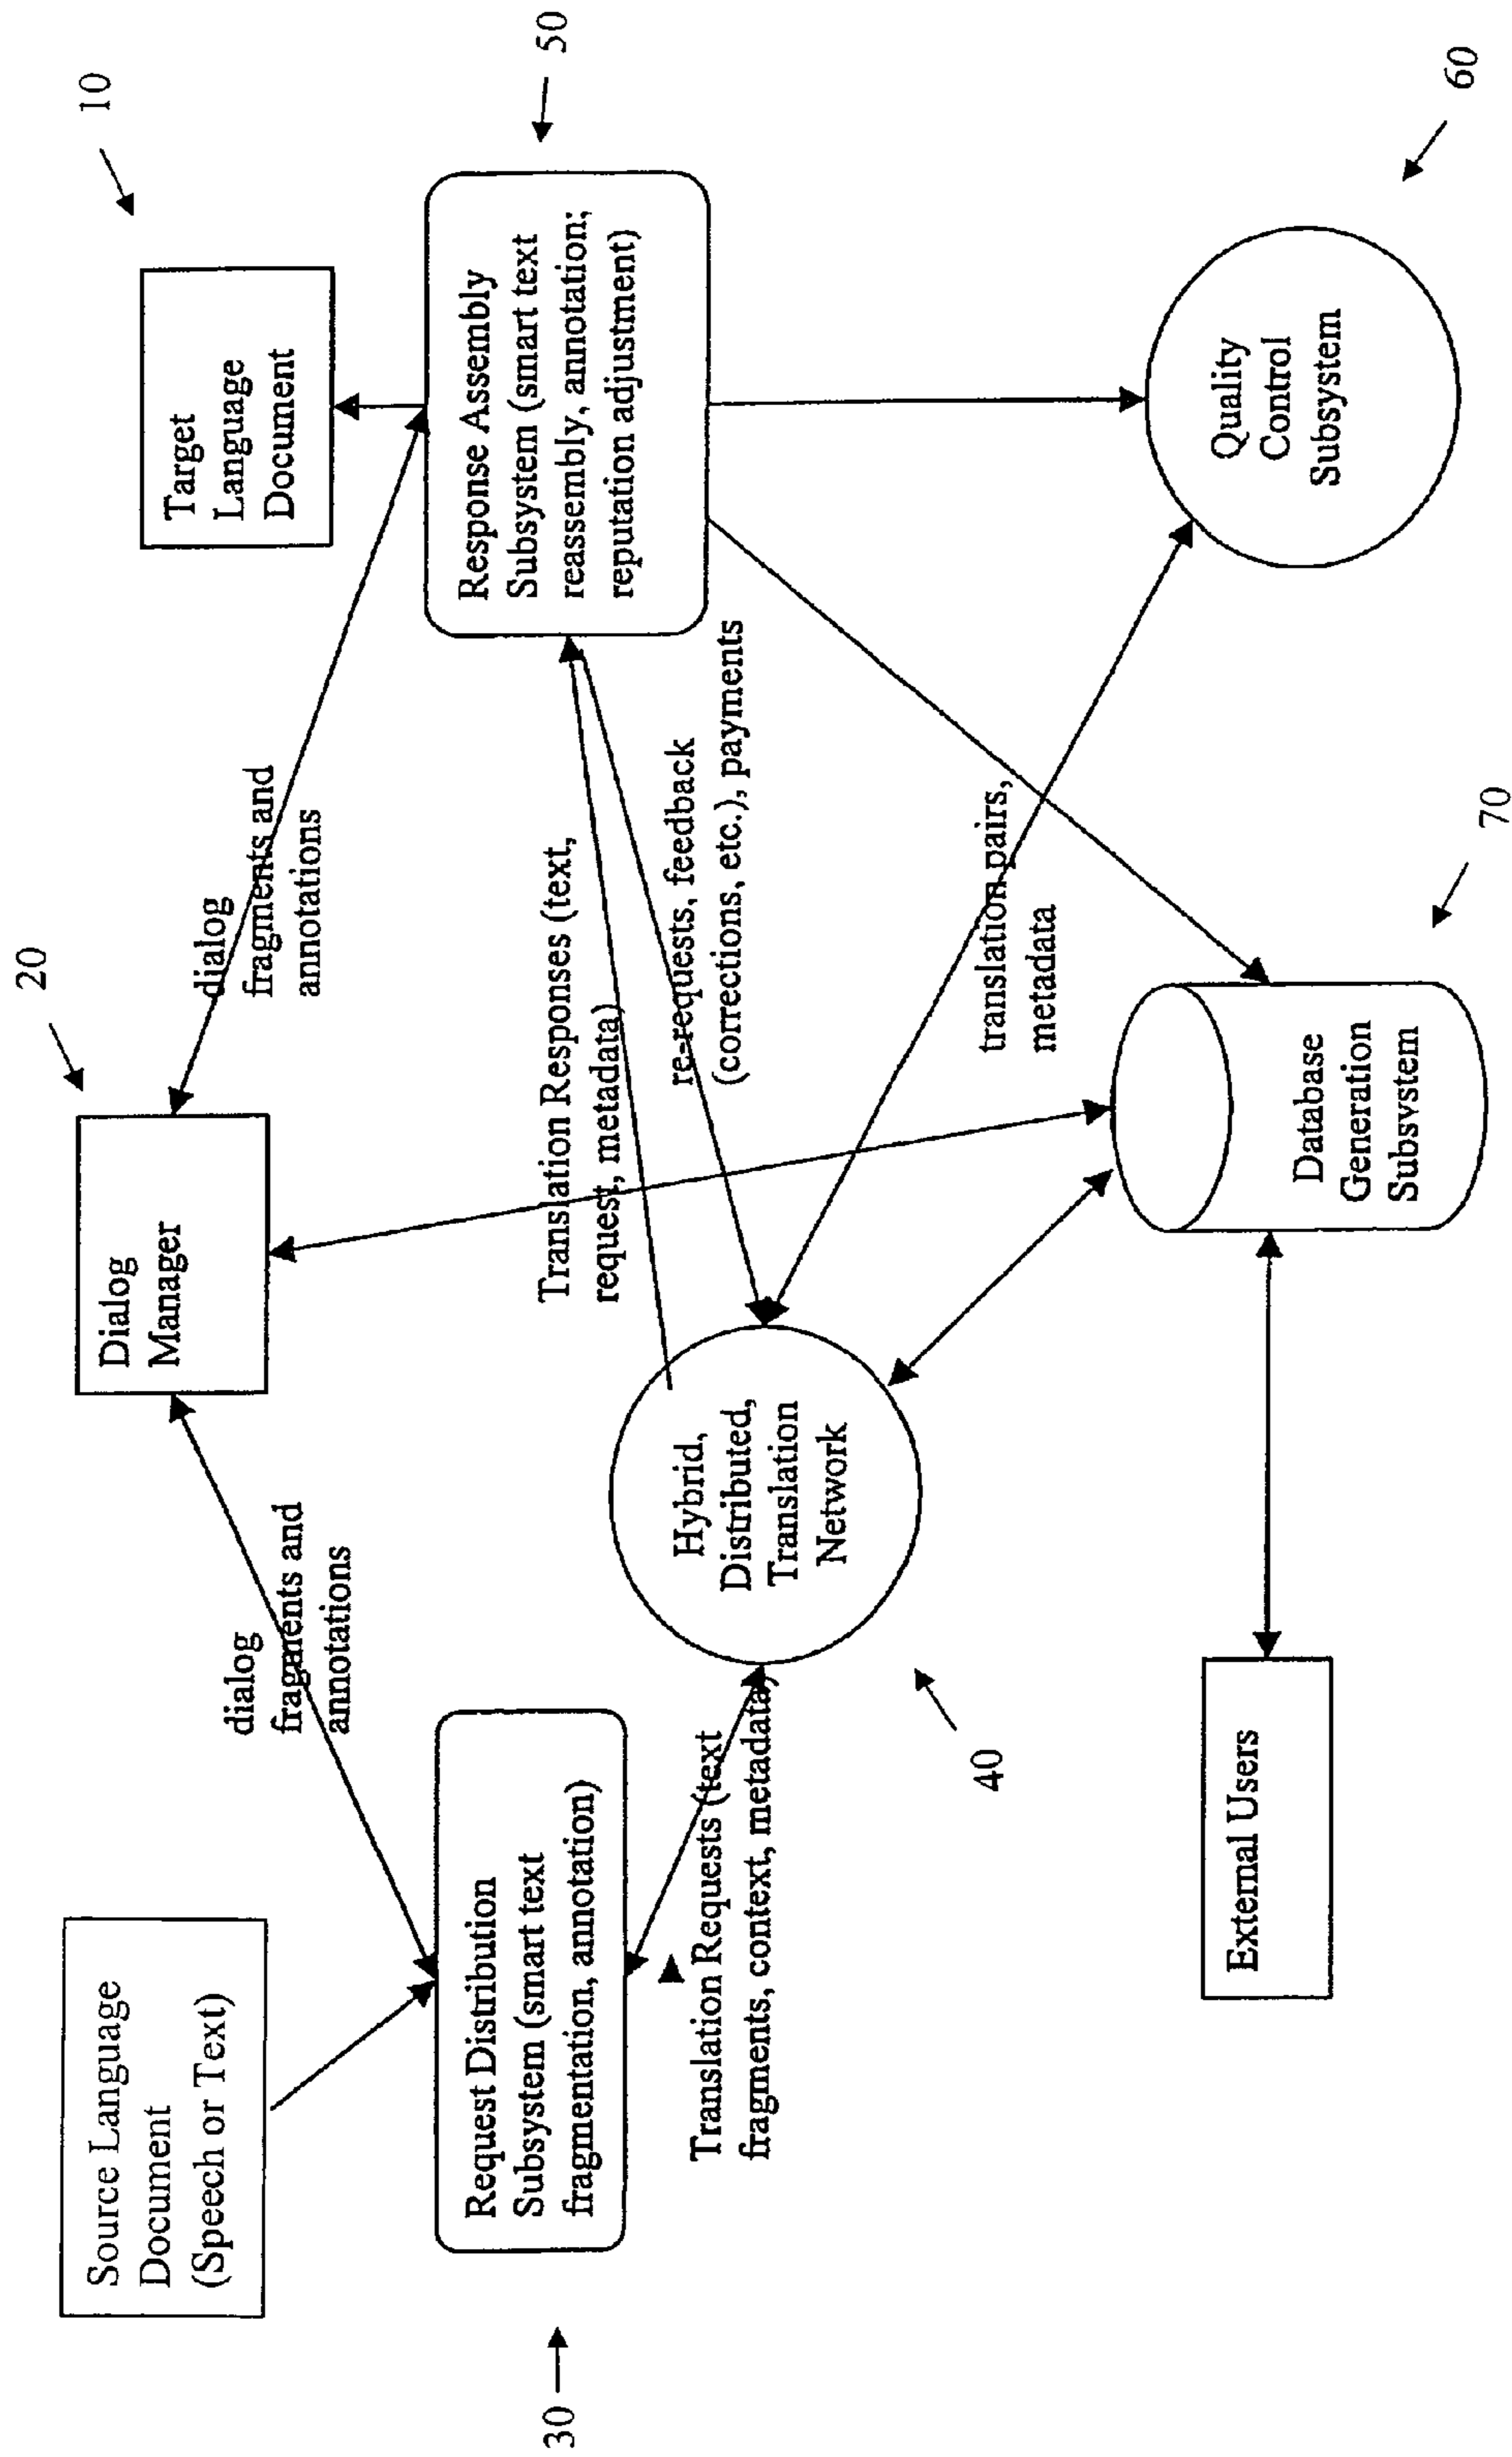 10
20
Source Language
Document
(Speech or Text)
Dialog
Manager
Target
Language
Document
dialog
fragments and
annotations
dialog
fragments and
annotations
30
Request Distribution
Subsystem (smart text
fragmentation, annotation)
Response Assembly
Subsystem (smart text
reassembly, annotation;
reputation adjustment)
50
Translation Responses (text,
request, metadata)
re-requests, feedback
(corrections, etc.), payments
Hybrid,
Distributed,
Translation
Network
Translation Requests (text
fragments, context, metadata)
40
translation pairs,
metadata
External Users
Database
Generation
Subsystem
70
Quality
Control
Subsystem
60